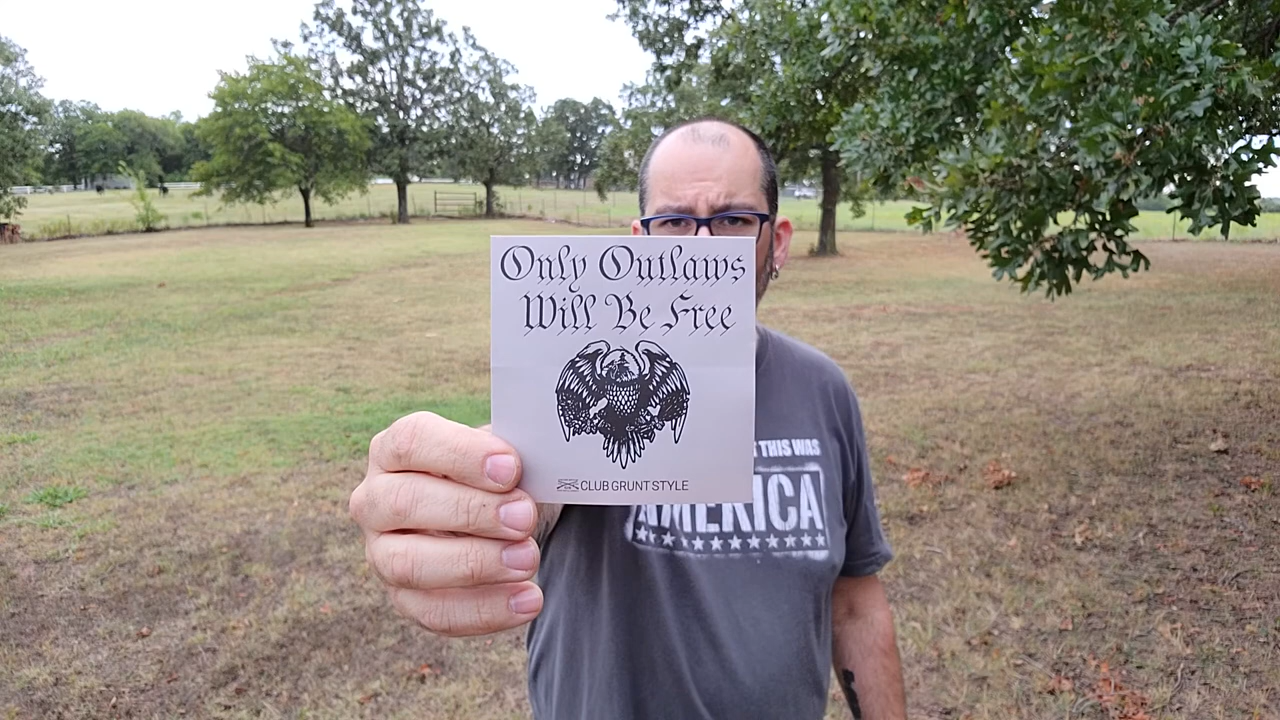 Only Outlaws
Will Be Free
CLUB GRUNT STYLE
THIS WAS
AMERICA